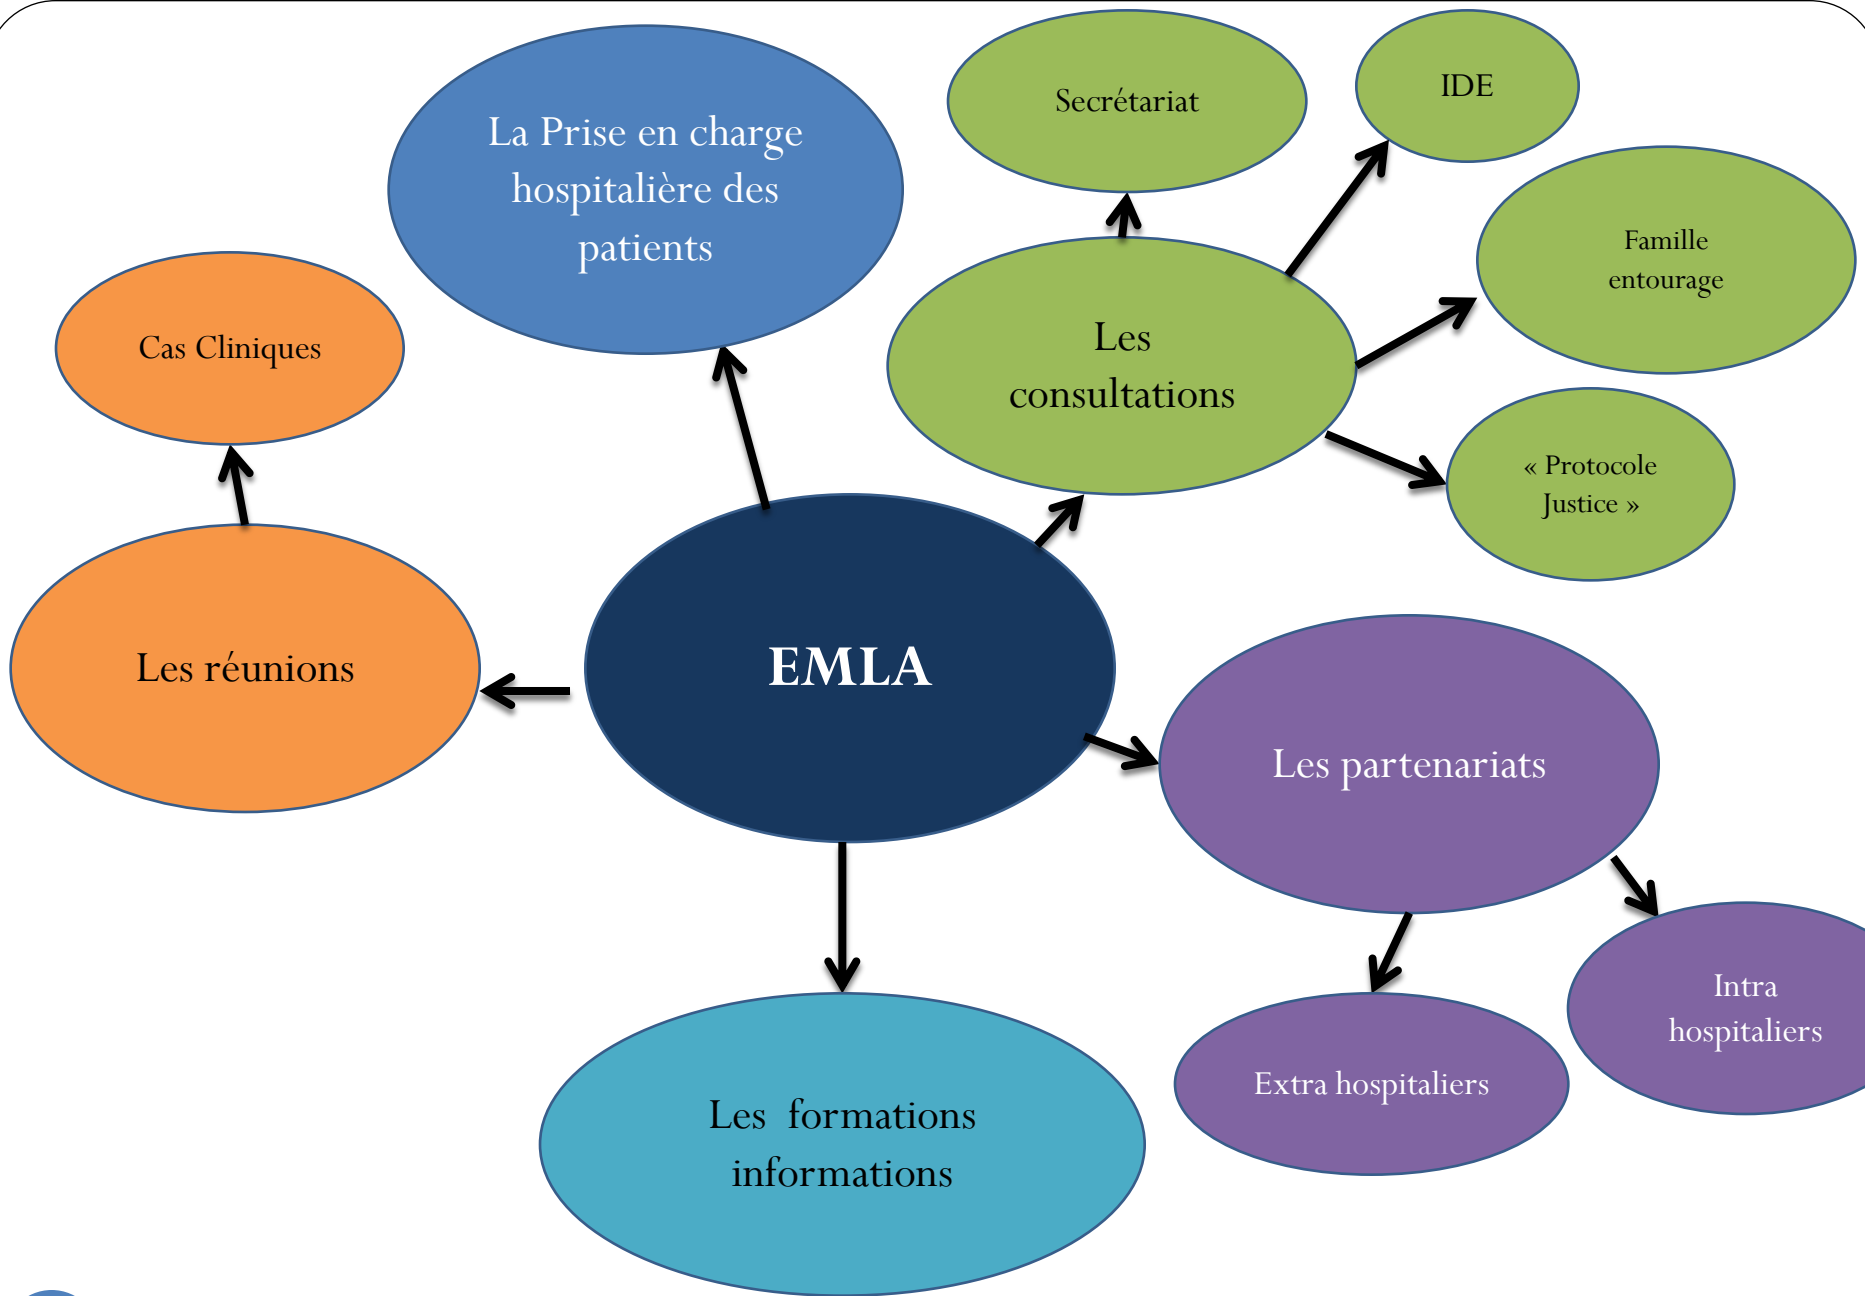 La Prise en charge
hospitalière des
patients
Secrétariat
IDE
Famille
entourage
Les
consultations
Cas Cliniques
« Protocole
Justice »
Les réunions
EMLA
Les partenariats
Intra
hospitaliers
Extra hospitaliers
Les  formations
informations